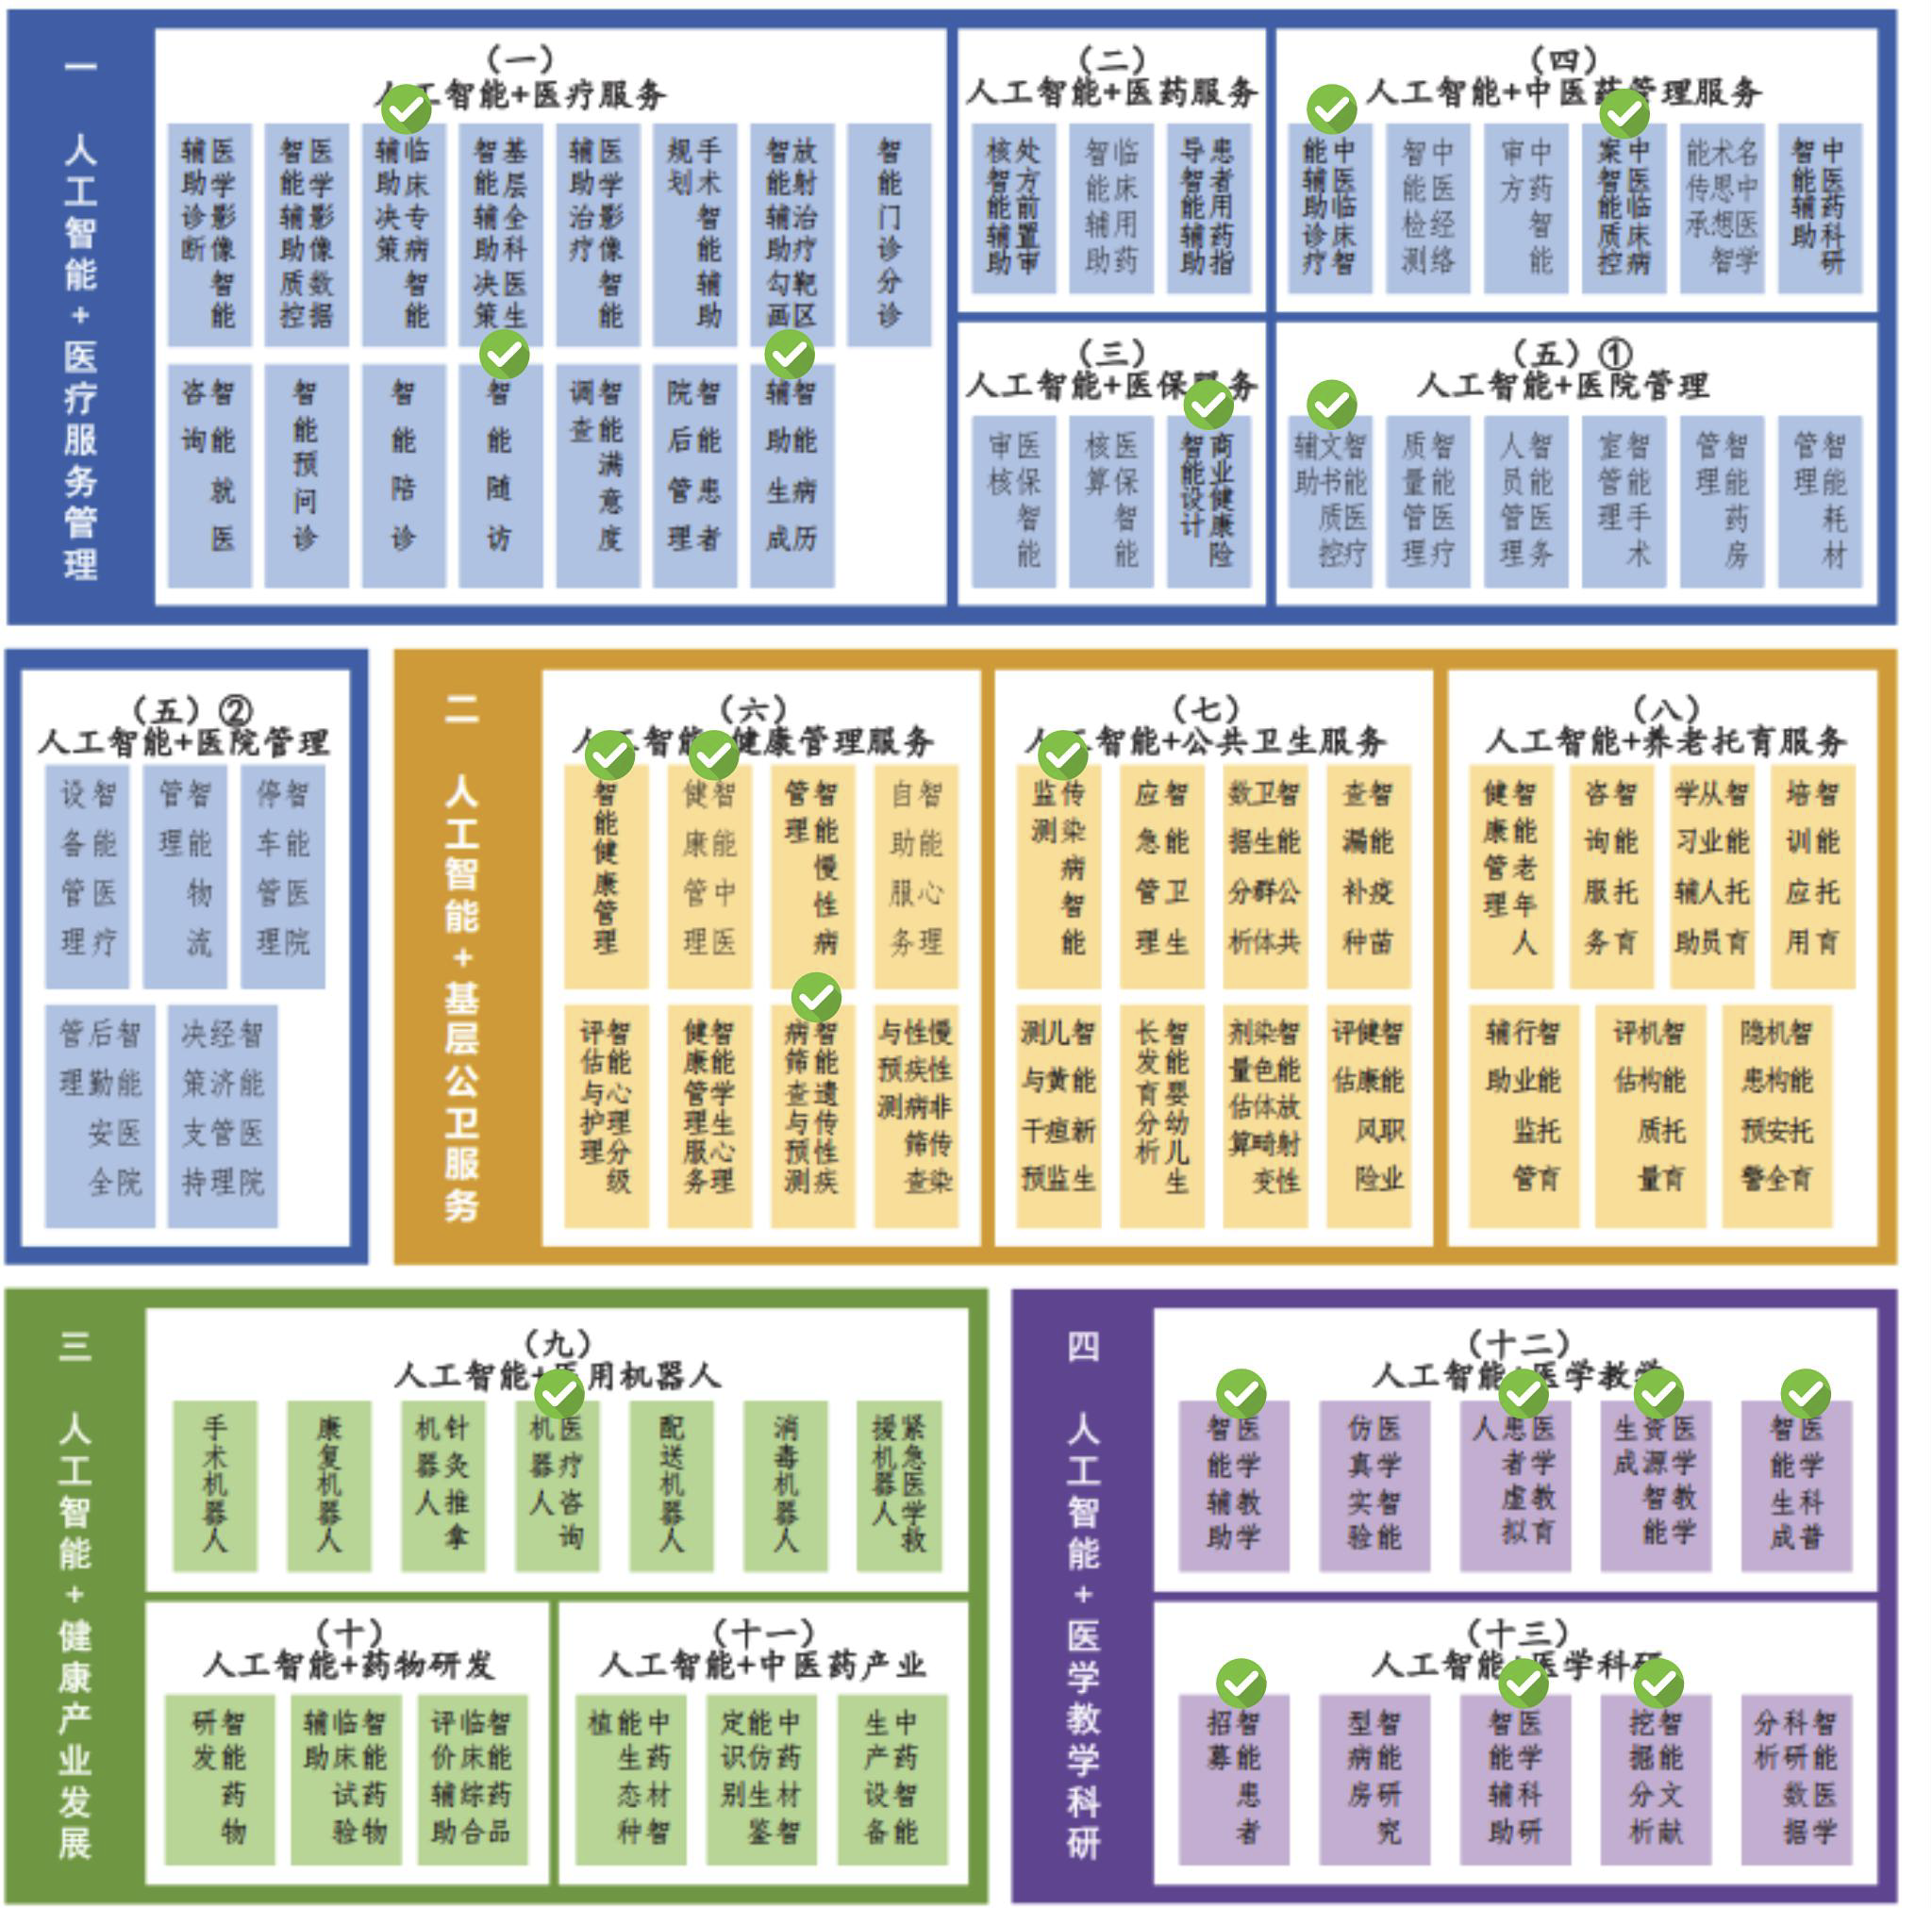 一 人工智能+医疗服务管理
(一)
人工智能+医疗服务
医学影像智能辅助诊断
医学影像数据智能辅助质控
临床专病智能辅助决策
基层全科医生智能辅助决策
医学影像智能辅助治疗
手术智能辅助规划
放射治疗靶区智能辅助勾画
智能门诊分诊
智能就医咨询
智能预问诊
智能陪诊
智能随访
智能满意度调查
智能患者院后管理
智能病历辅助生成
(二)
人工智能+医药服务
处方前置审核智能辅助
临床用药智能辅助
患者用药指导智能辅助
(三)
人工智能+医保服务
医保智能审核
医保智能核算
商业健康险智能设计
(四)
人工智能+中医药管理服务
中医临床智能辅助诊疗
中医经络智能检测
中药智能审方
中医临床病案智能质控
名中医学术思想智能传承
中医药科研智能辅助
(五)①
人工智能+医院管理
智能医疗文书质控辅助
智能医疗质量管理
智能医务人员管理
智能手术室管理
智能药房管理
智能耗材管理
(五)②
人工智能+医院管理
智能医疗设备管理
智能物流管理
智能医院停车管理
智能医院后勤安全管理
智能医院经济管理决策支持
二 人工智能+基层公卫服务
(六)
人工智能+健康管理服务
智能健康管理
智能中医健康管理
智能慢性病管理
智能心理自助服务
智能心理分级评估与护理
智能学生心理健康管理服务
智能遗传性疾病筛查与预测
慢性非传染性疾病筛查与预测
(七)
人工智能+公共卫生服务
传染病智能监测
智能卫生应急管理
智能公共卫生群体数据分析
智能疫苗查漏补种
智能新生儿黄疸监测与干预
智能婴幼儿生长发育分析
智能放射性染色体畸变剂量估算
智能职业健康风险评估
(八)
人工智能+养老托育服务
智能老年人健康管理
智能托育咨询服务
智能托育从业人员学习辅助
智能托育培训应用
智能托育行业监管辅助
智能托育机构质量评估
智能托育机构安全隐患预警
三 人工智能+健康产业发展
(九)
人工智能+医用机器人
手术机器人
康复机器人
针灸推拿机器人
医疗咨询机器人
配送机器人
消毒机器人
紧急医学救援机器人
(十)
人工智能+药物研发
智能药物研发
智能药物临床试验辅助
智能药品临床综合评价辅助
(十一)
人工智能+中医药产业
中药材智能生态种植
中药材智能仿生鉴别定识
中药智能生产设备
四 人工智能+医学教学科研
(十二)
人工智能+医学教学
医学教学智能辅助
医学智能仿真实验
医学教育虚拟患者人
医学教学资源智能生成
医学科普智能生成
(十三)
人工智能+医学科研
智能患者招募
智能研究型病房
医学科研智能辅助
智能文献挖掘分析
智能医学科研数据分析